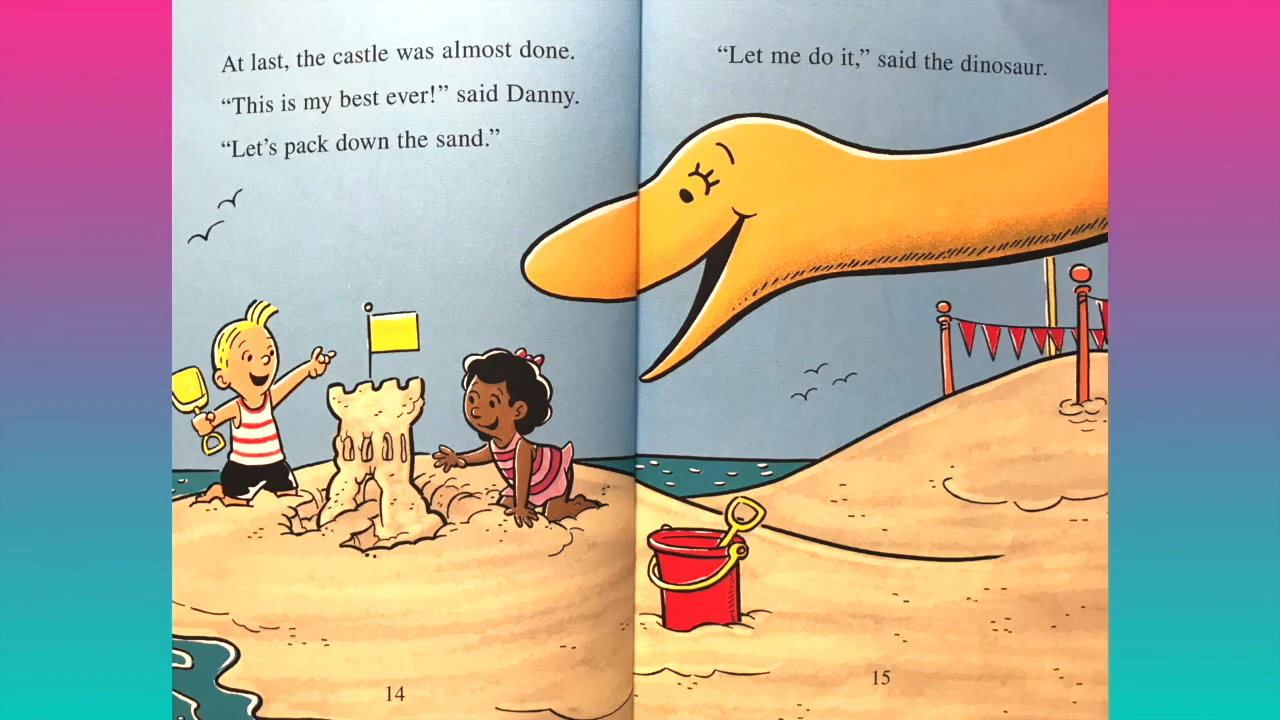 At last, the castle was almost done.
“This is my best ever!” said Danny.
“Let’s pack down the sand.”
14
“Let me do it,” said the dinosaur.
15